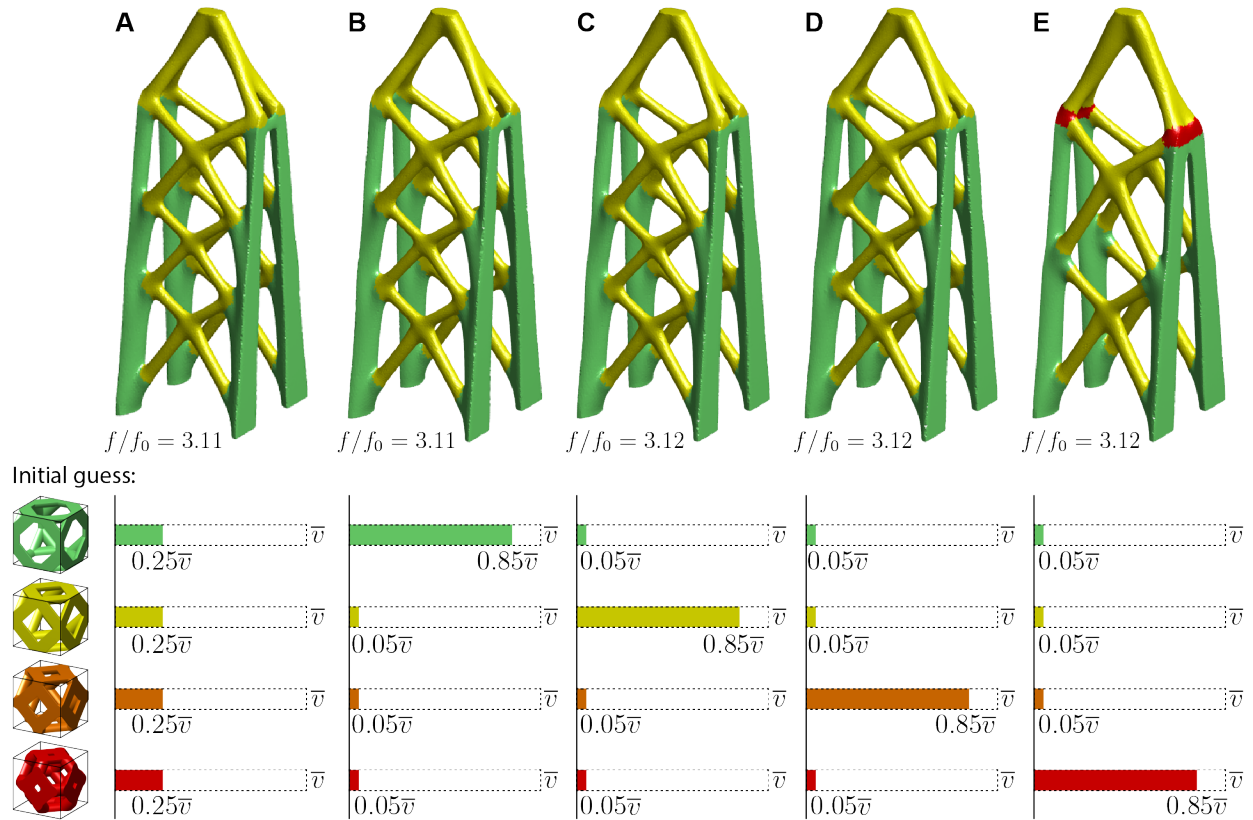 A B C D E
f/f₀ = 3.11 f/f₀ = 3.11 f/f₀ = 3.12 f/f₀ = 3.12 f/f₀ = 3.12
Initial guess:
v̅ v̅ v̅ v̅ v̅
0.25v̅ 0.85v̅ 0.05v̅ 0.05v̅ 0.05v̅
v̅ v̅ v̅ v̅ v̅
0.25v̅ 0.05v̅ 0.85v̅ 0.05v̅ 0.05v̅
v̅ v̅ v̅ v̅ v̅
0.25v̅ 0.05v̅ 0.05v̅ 0.85v̅ 0.05v̅
v̅ v̅ v̅ v̅ v̅
0.25v̅ 0.05v̅ 0.05v̅ 0.05v̅ 0.85v̅